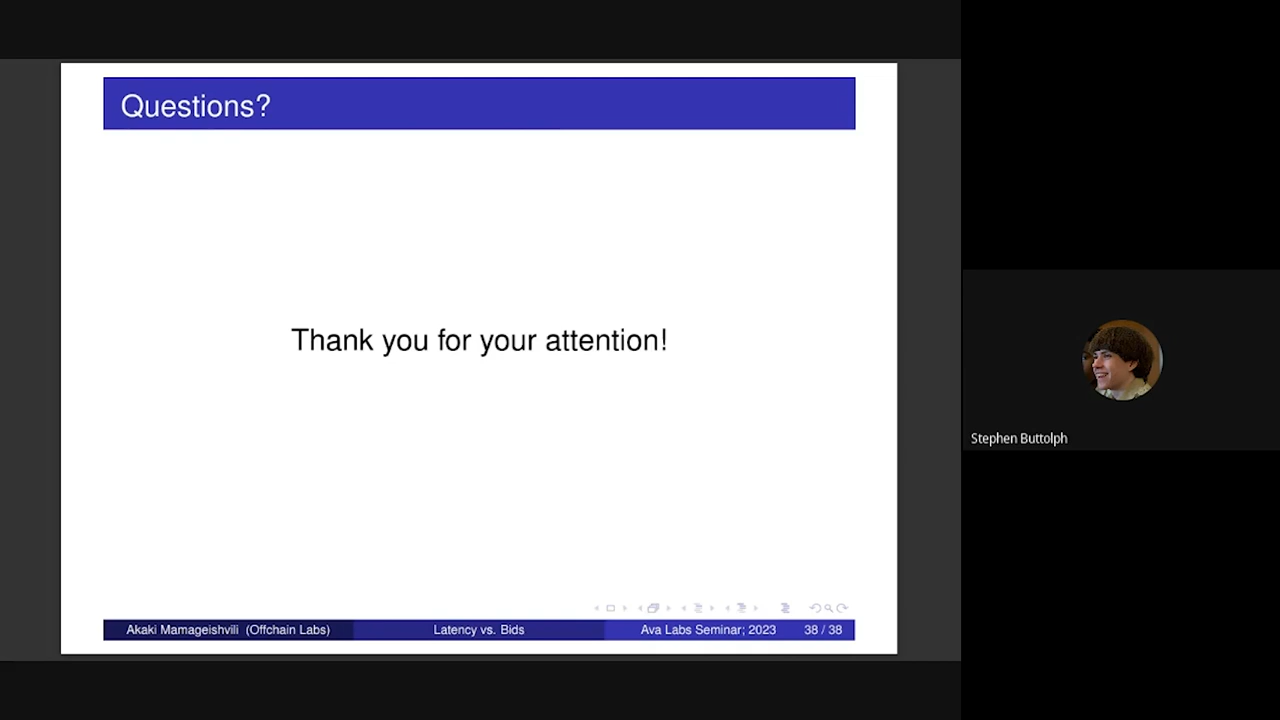 Questions?
Thank you for your attention!
Akaki Mamageishvili (Offchain Labs)
Latency vs. Bids
Ava Labs Seminar; 2023
38 / 38
Stephen Buttolph